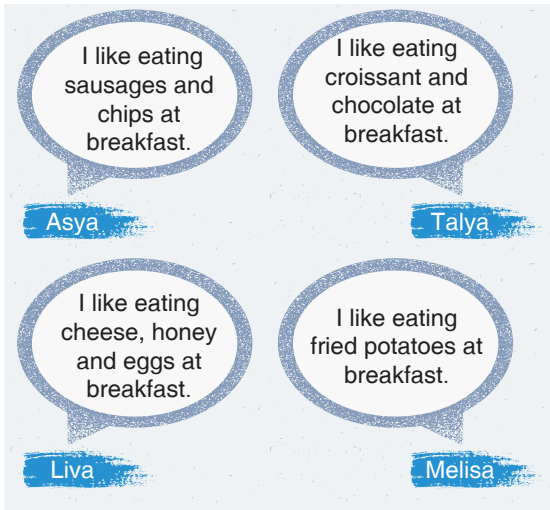 I like eating
sausages and
chips at
breakfast.
Asya
I like eating
croissant and
chocolate at
breakfast.
Talya
I like eating
cheese, honey
and eggs at
breakfast.
Liva
I like eating
fried potatoes at
breakfast.
Melisa